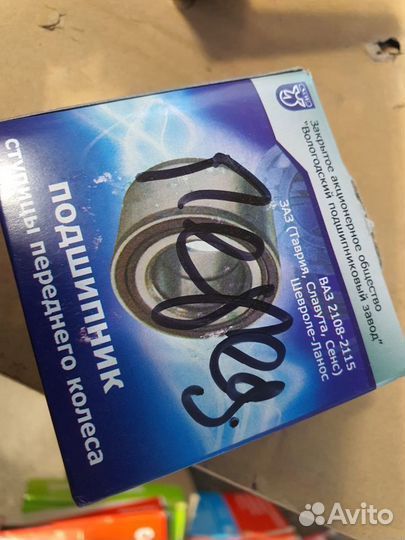 Закрытое акционерное общество
"Вологодский подшипниковый завод"
ВАЗ 2108-2115
ЗАЗ (Таврия, Славута, Сенс)
Шевроле-Ланос
ПОДШИПНИК
ступицы переднего колеса
Avito